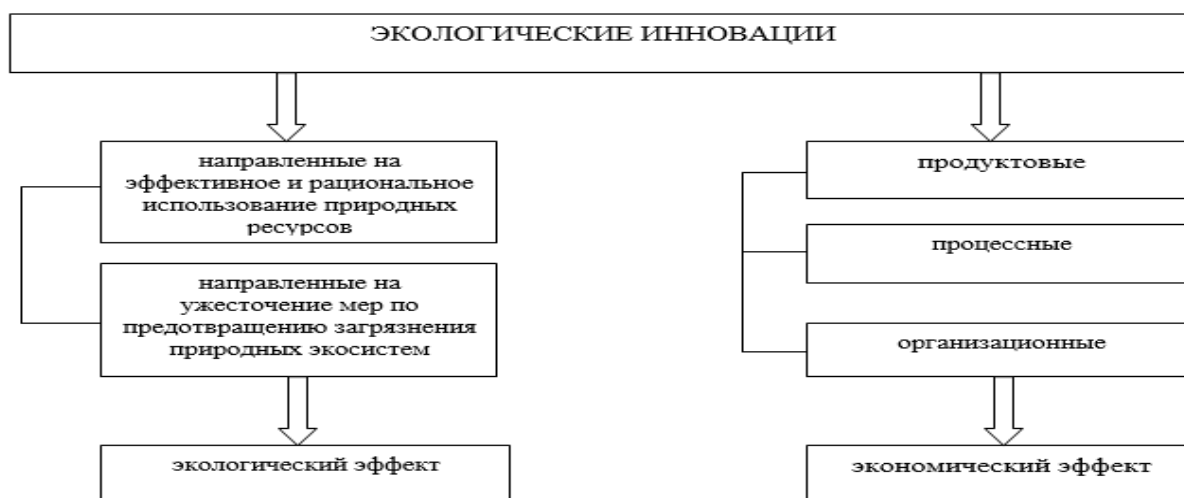 ЭКОЛОГИЧЕСКИЕ ИННОВАЦИИ
направленные на
эффективное и рациональное
использование природных
ресурсов
направленные на
ужесточение мер по
предотвращению загрязнения
природных экосистем
экологический эффект
продуктовые
процессные
организационные
экономический эффект